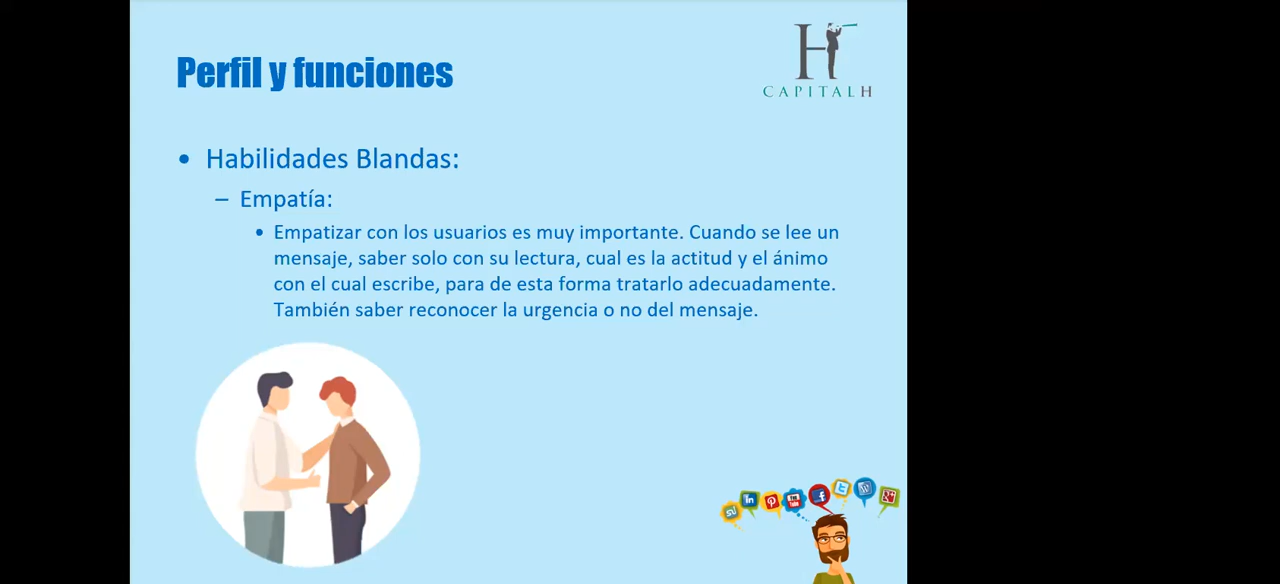 Perfil y funciones
H
CAPITALH
• Habilidades Blandas:
– Empatía:
• Empatizar con los usuarios es muy importante. Cuando se lee un
mensaje, saber solo con su lectura, cual es la actitud y el ánimo
con el cual escribe, para de esta forma tratarlo adecuadamente.
También saber reconocer la urgencia o no del mensaje.